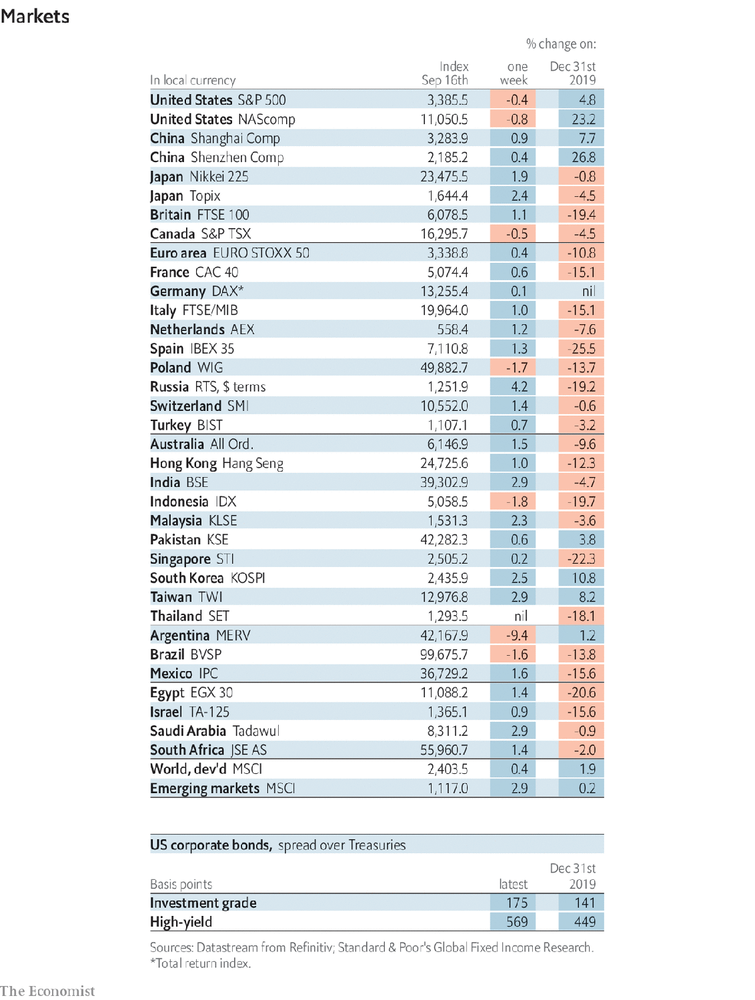 Markets
% change on:
Index one Dec 31st
In local currency Sep 16th week 2019
United States S&P 500 3,385.5 -0.4 4.8
United States NAScomp 11,050.5 -0.8 23.2
China Shanghai Comp 3,283.9 0.9 7.7
China Shenzhen Comp 2,185.2 0.4 26.8
Japan Nikkei 225 23,475.5 1.9 -0.8
Japan Topix 1,644.4 2.4 -4.5
Britain FTSE 100 6,078.5 1.1 -19.4
Canada S&P TSX 16,295.7 -0.5 -4.5
Euro area EURO STOXX 50 3,338.8 0.4 -10.8
France CAC 40 5,074.4 0.6 -15.1
Germany DAX* 13,255.4 0.1 nil
Italy FTSE/MIB 19,964.0 1.0 -15.1
Netherlands AEX 558.4 1.2 -7.6
Spain IBEX 35 7,110.8 1.3 -25.5
Poland WIG 49,882.7 -1.7 -13.7
Russia RTS, $ terms 1,251.9 4.2 -19.2
Switzerland SMI 10,552.0 1.4 -0.6
Turkey BIST 1,107.1 0.7 -3.2
Australia All Ord. 6,146.9 1.5 -9.6
Hong Kong Hang Seng 24,725.6 1.0 -12.3
India BSE 39,302.9 2.9 -4.7
Indonesia IDX 5,058.5 -1.8 -19.7
Malaysia KLSE 1,531.3 2.3 -3.6
Pakistan KSE 42,282.3 0.6 3.8
Singapore STI 2,505.2 0.2 -22.3
South Korea KOSPI 2,435.9 2.5 10.8
Taiwan TWI 12,976.8 2.9 8.2
Thailand SET 1,293.5 nil -18.1
Argentina MERV 42,167.9 -9.4 1.2
Brazil BVSP 99,675.7 -1.6 -13.8
Mexico IPC 36,729.2 1.6 -15.6
Egypt EGX 30 11,088.2 1.4 -20.6
Israel TA-125 1,365.1 0.9 -15.6
Saudi Arabia Tadawul 8,311.2 2.9 -0.9
South Africa JSE AS 55,960.7 1.4 -2.0
World, dev'd MSCI 2,403.5 0.4 1.9
Emerging markets MSCI 1,117.0 2.9 0.2
US corporate bonds, spread over Treasuries
Dec 31st
Basis points latest 2019
Investment grade 175 141
High-yield 569 449
Sources: Datastream from Refinitiv; Standard & Poor's Global Fixed Income Research.
*Total return index.
The Economist